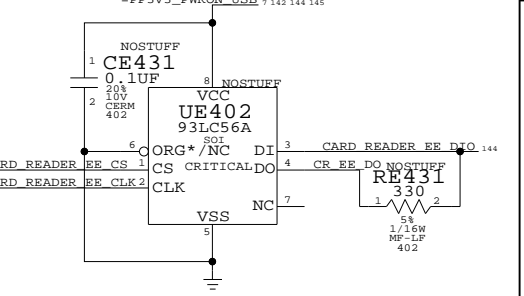 =PP3V3_PWRON_USB 7 142 144 145
NOSTUFF
1 CE431
0.1UF
20%
10V
2 CERM
402
8 NOSTUFF
VCC
UE402
93LC56A
SOI
6 ORG*/NC DI 3 CARD_READER_EE_DIO 144
RD_READER_EE_CS 1 CS CRITICAL DO 4 CR_EE_DO NOSTUFF
RD_READER_EE_CLK 2 CLK
RE431
330
NC 7
1 2
5%
1/16W
MF-LF
402
VSS
5